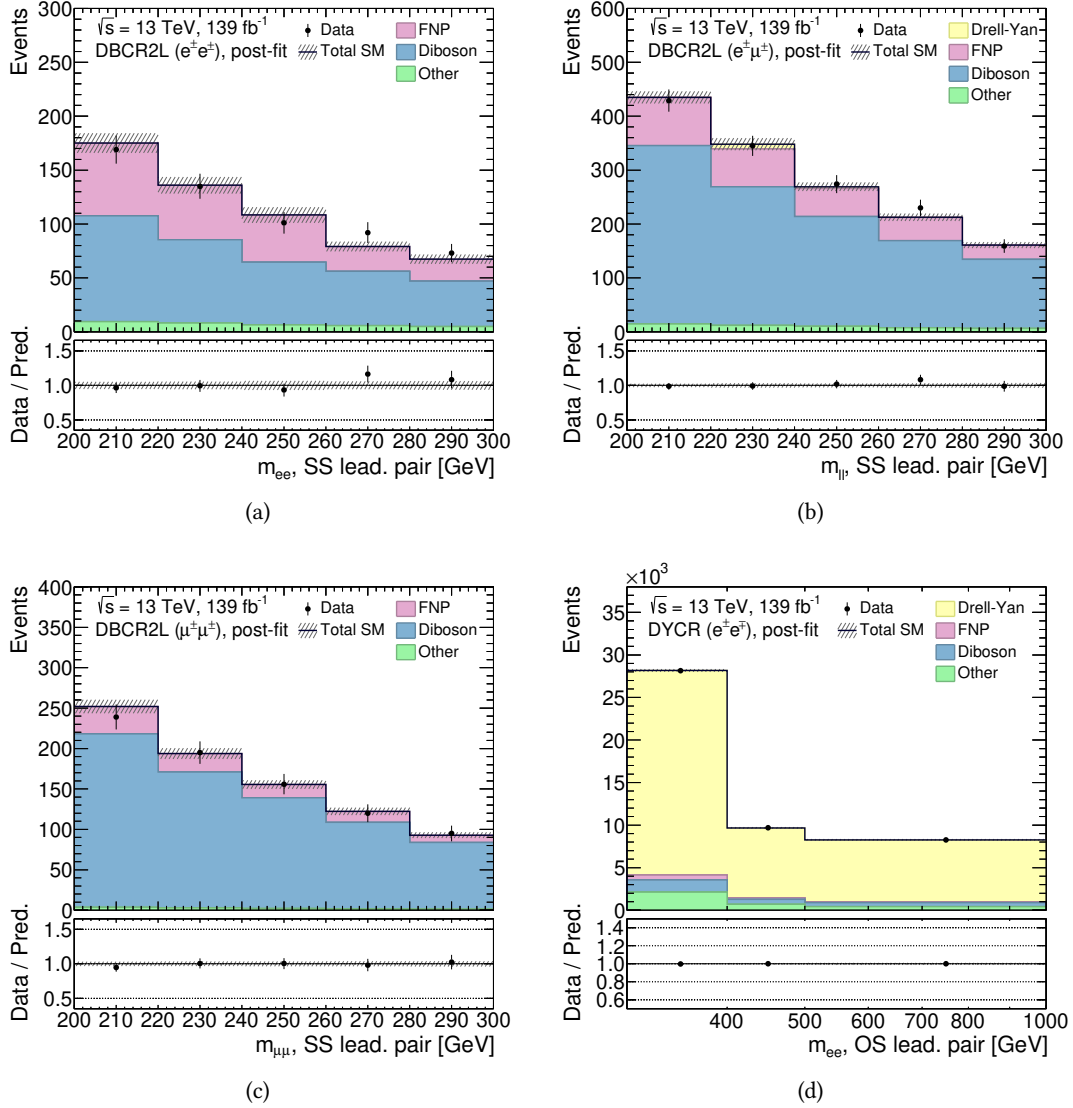 √s = 13 TeV, 139 fb⁻¹
DBCR2L (e±e±), post-fit
Data
Total SM
FNP
Diboson
Other
Events
300
250
200
150
100
50
0
Data / Pred.
1.5
1.0
0.5
200 210 220 230 240 250 260 270 280 290 300
m_ee, SS lead. pair [GeV]
(a)
√s = 13 TeV, 139 fb⁻¹
DBCR2L (e±μ±), post-fit
Data
Total SM
Drell-Yan
FNP
Diboson
Other
Events
600
500
400
300
200
100
0
Data / Pred.
1.5
1.0
0.5
200 210 220 230 240 250 260 270 280 290 300
m_ll, SS lead. pair [GeV]
(b)
√s = 13 TeV, 139 fb⁻¹
DBCR2L (μ±μ±), post-fit
Data
Total SM
FNP
Diboson
Other
Events
400
350
300
250
200
150
100
50
0
Data / Pred.
1.5
1.0
0.5
200 210 220 230 240 250 260 270 280 290 300
m_μμ, SS lead. pair [GeV]
(c)
×10³
√s = 13 TeV, 139 fb⁻¹
DYCR (e±e∓), post-fit
Data
Total SM
Drell-Yan
FNP
Diboson
Other
Events
35
30
25
20
15
10
5
0
Data / Pred.
1.4
1.2
1.0
0.8
0.6
400 500 600 700 800 1000
m_ee, OS lead. pair [GeV]
(d)